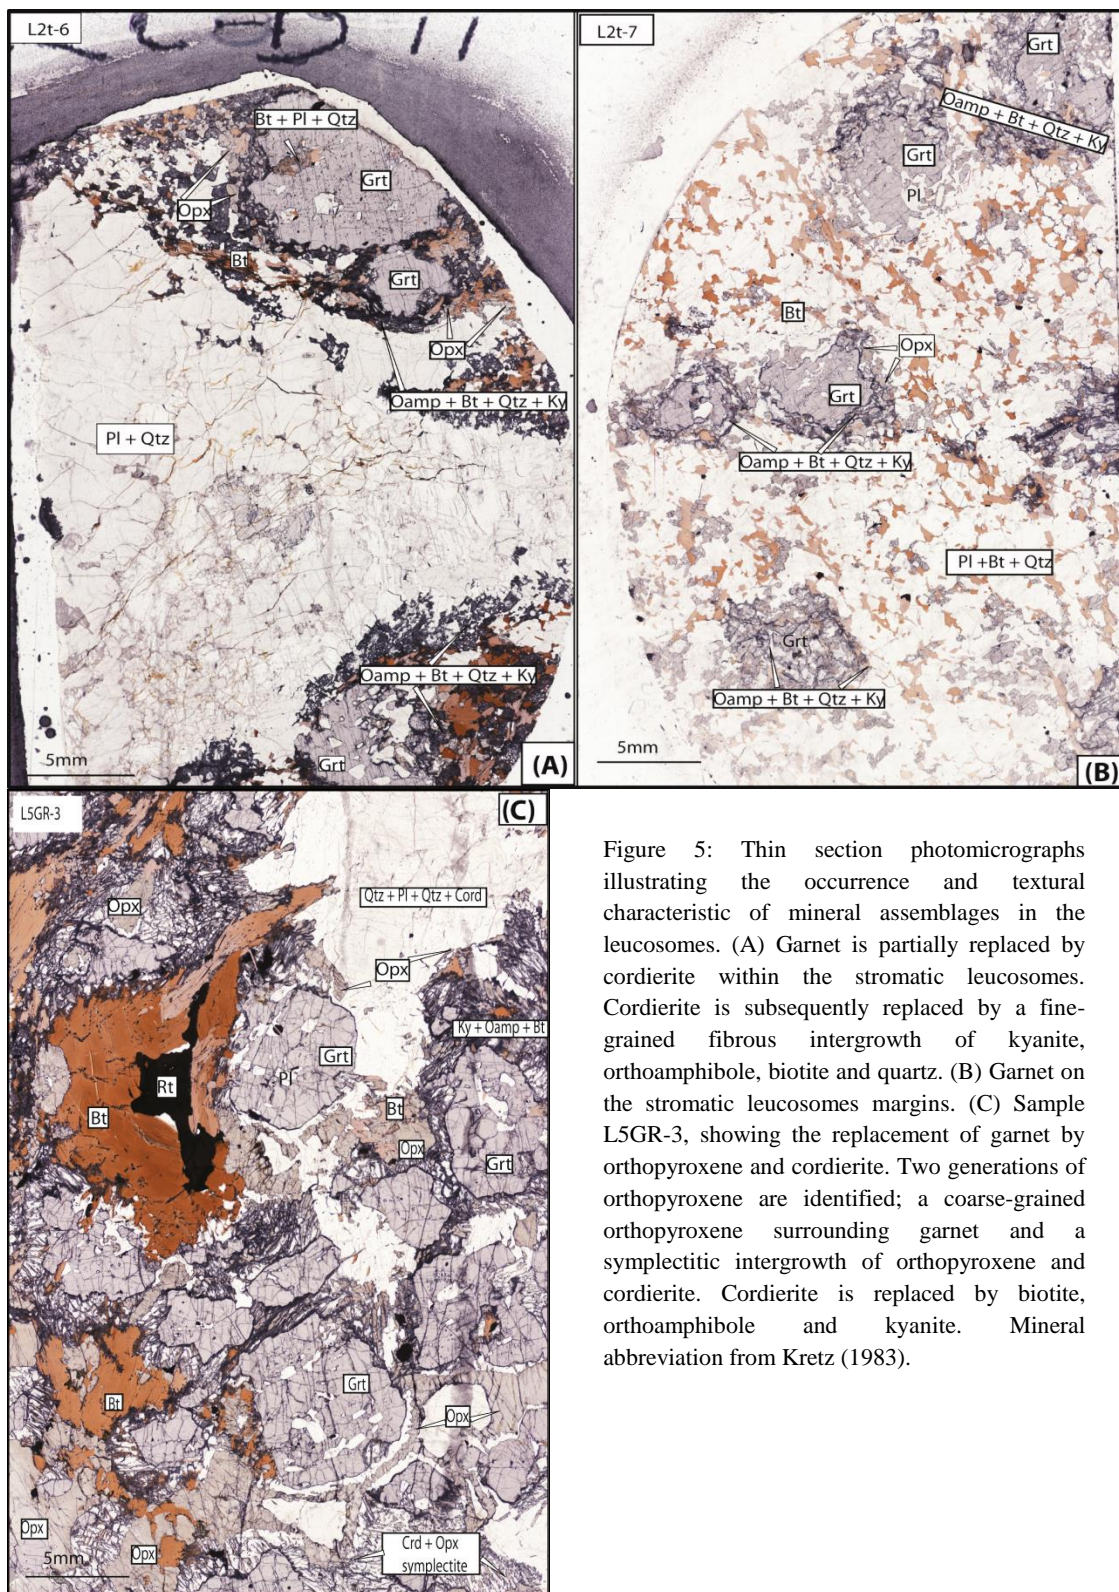 L2t-6
Bt + Pl + Qtz
Grt
Opx
Bt
Grt
Opx
Oamp + Bt + Qtz + Ky
Pl + Qtz
Oamp + Bt + Qtz + Ky
Grt
5mm
(A)
L2t-7
Grt
Oamp + Bt + Qtz + Ky
Grt
Pl
Bt
Opx
Grt
Oamp + Bt + Qtz + Ky
Pl +Bt + Qtz
Grt
Oamp + Bt + Qtz + Ky
5mm
(B)
L5GR-3
(C)
Opx
Qtz + Pl + Qtz + Cord
Opx
Ky + Oamp + Bt
Grt
Pl
Rt
Bt
Bt
Opx
Grt
Grt
Bt
Opx
Opx
Opx
5mm
Crd + Opx
symplectite
Figure 5: Thin section photomicrographs
illustrating the occurrence and textural
characteristic of mineral assemblages in the
leucosomes. (A) Garnet is partially replaced by
cordierite within the stromatic leucosomes.
Cordierite is subsequently replaced by a fine-
grained fibrous intergrowth of kyanite,
orthoamphibole, biotite and quartz. (B) Garnet on
the stromatic leucosomes margins. (C) Sample
L5GR-3, showing the replacement of garnet by
orthopyroxene and cordierite. Two generations of
orthopyroxene are identified; a coarse-grained
orthopyroxene surrounding garnet and a
symplectitic intergrowth of orthopyroxene and
cordierite. Cordierite is replaced by biotite,
orthoamphibole and kyanite. Mineral
abbreviation from Kretz (1983).